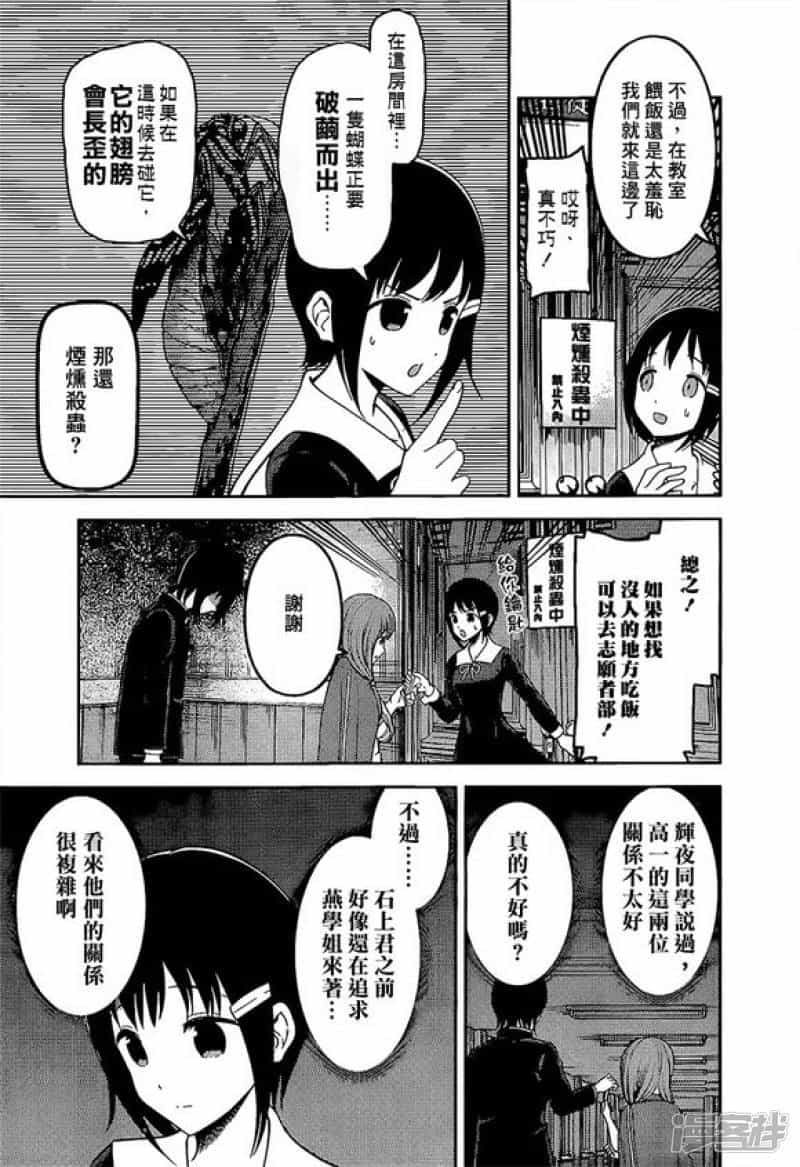 不過，在教室
餵飯還是太羞恥
我們就來這邊了
哎呀、
真不巧！
煙燻殺蟲中
禁止入內
在這房間裡…
一隻蝴蝶正要
破繭而出……
如果在
這時候去碰它，
它的翅膀
會長歪的
那還
煙燻殺蟲？
總之！
如果想找
沒人的地方吃飯
可以去志願者部！
煙燻殺蟲中
禁止入內
給你鑰匙
謝謝
輝夜同學説過，
高一的這兩位
關係不太好
真的不好嗎？
不過……
石上君之前
好像還在追求
燕學姐來著…
看來他們的關係
很複雜啊
漫客栈